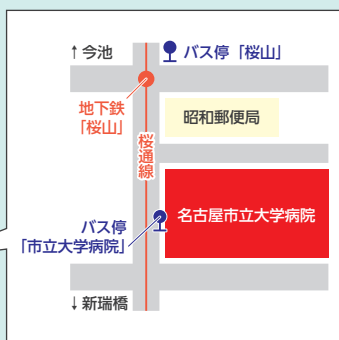 ↑今池
バス停「桜山」
地下鉄
「桜山」
昭和郵便局
桜通線
名古屋市立大学病院
バス停
「市立大学病院」
↓新瑞橋